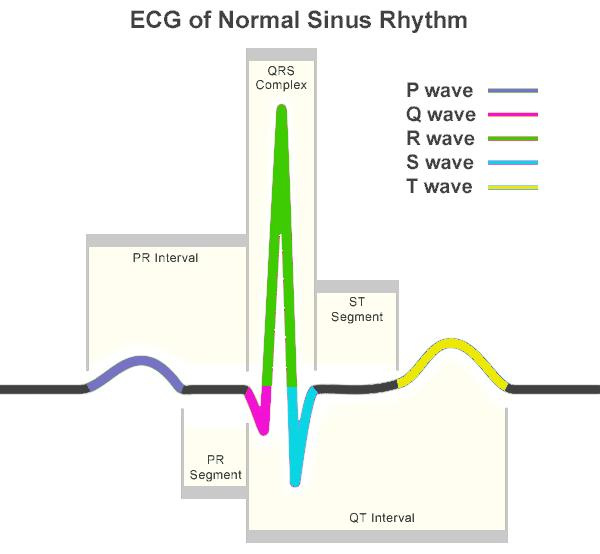 ECG of Normal Sinus Rhythm
QRS
Complex
P wave
Q wave
R wave
S wave
T wave
PR Interval
ST
Segment
PR
Segment
QT Interval